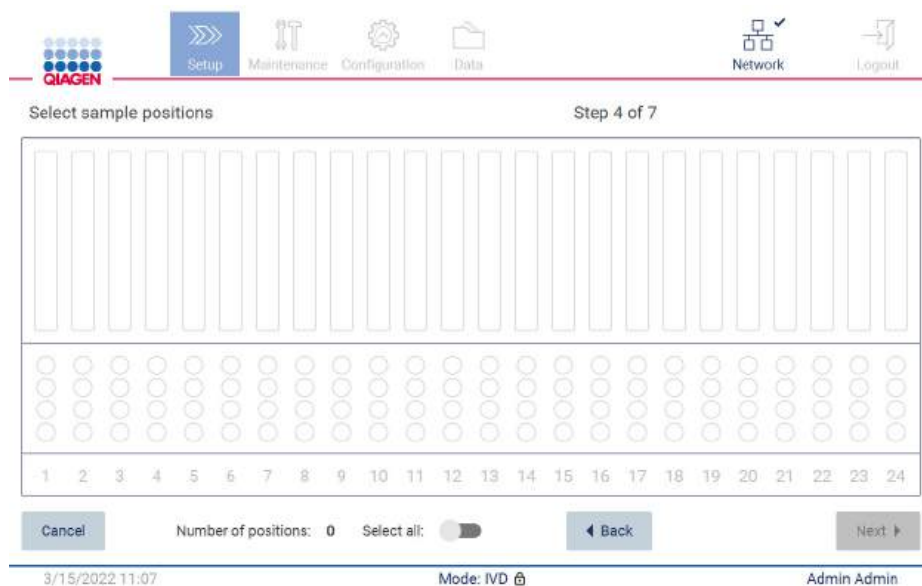 QIAGEN
Setup Maintenance Configuration Data Network Logout
Select sample positions Step 4 of 7
1 2 3 4 5 6 7 8 9 10 11 12 13 14 15 16 17 18 19 20 21 22 23 24
Cancel Number of positions: 0 Select all: Back Next
3/15/2022 11:07 Mode: IVD Admin Admin